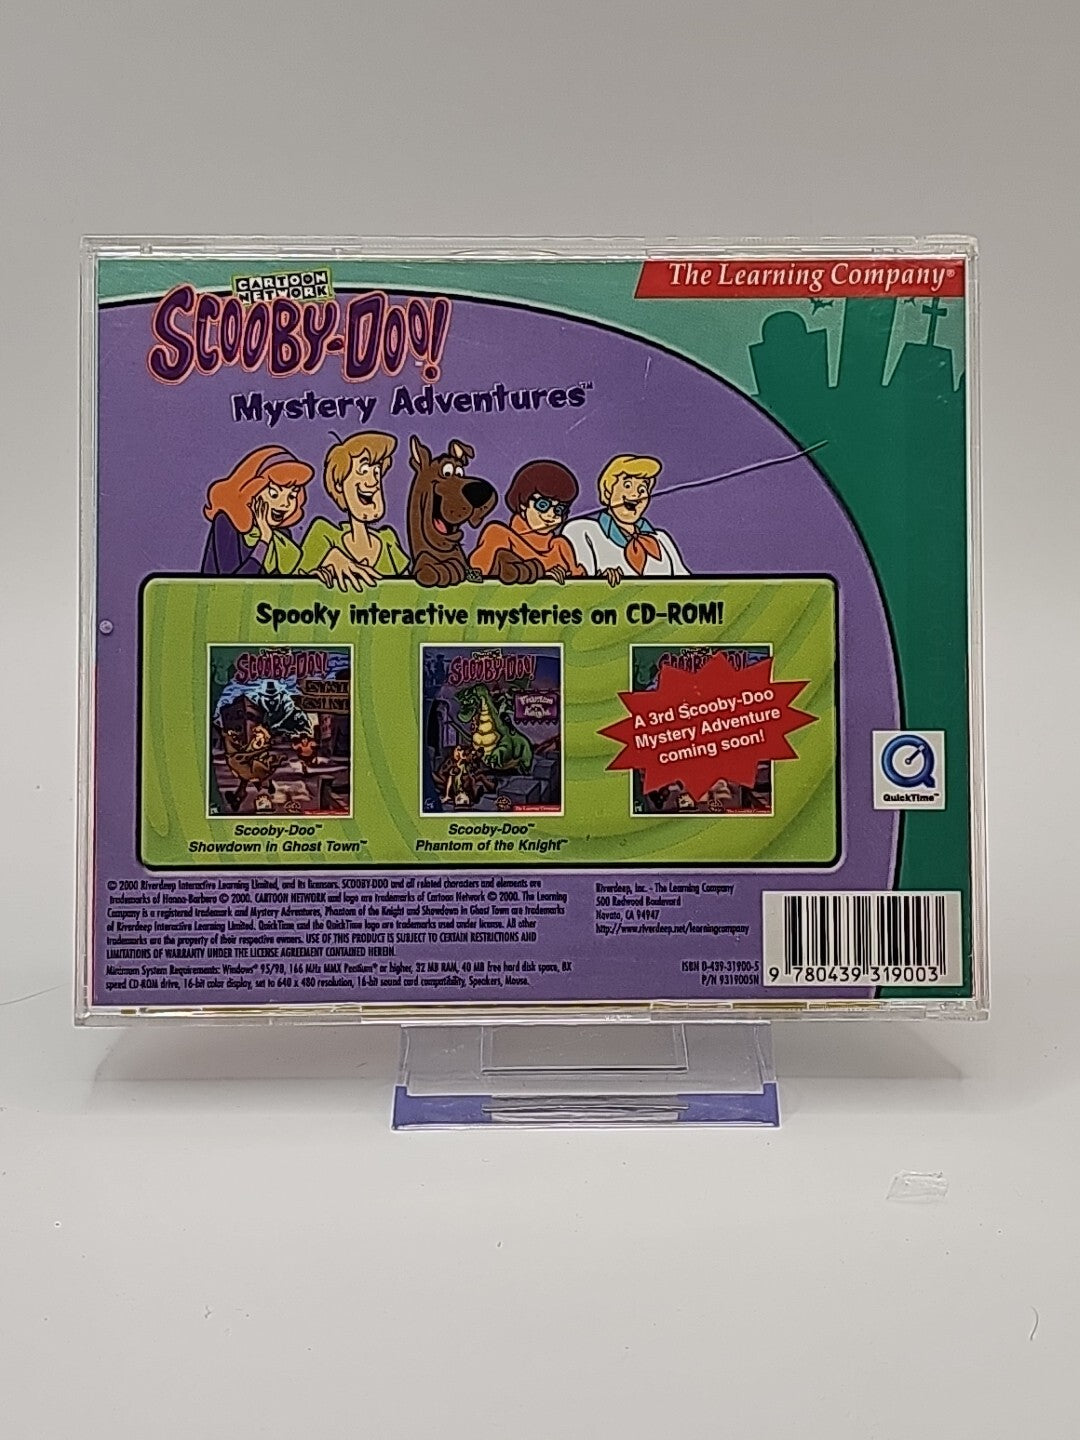 The Learning Company®
CARTOON
NETWORK
SCOOBY-DOO!
Mystery Adventures™
Spooky interactive mysteries on CD-ROM!
SCOOBY-DOO!
SCOOBY-DOO!
Phantom
Knight
SCOOBY-DOO!
A 3rd Scooby-Doo
Mystery Adventure
coming soon!
Scooby-Doo™
Showdown in Ghost Town™
Scooby-Doo™
Phantom of the Knight™
QuickTime™
© 2000 Riverdeep Interactive Learning Limited, and its licensors. SCOOBY-DOO and all related characters and elements are
trademarks of Hanna-Barbera © 2000. CARTOON NETWORK and logo are trademarks of Cartoon Network © 2000. The Learning
Company is a registered trademark and Mystery Adventures, Phantom of the Knight and Showdown in Ghost Town are trademarks
of Riverdeep Interactive Learning Limited. QuickTime and the QuickTime logo are trademarks used under license. All other
trademarks are the property of their respective owners. USE OF THIS PRODUCT IS SUBJECT TO CERTAIN RESTRICTIONS AND
LIMITATIONS OF WARRANTY UNDER THE LICENSE AGREEMENT CONTAINED HEREIN.
Minimum System Requirements: Windows® 95/98, 166 MHz MMX Pentium® or higher, 32 MB RAM, 40 MB free hard disk space, 8X
speed CD-ROM drive, 16-bit color display, set to 640 x 480 resolution, 16-bit sound card compatibility, Speakers, Mouse.
Riverdeep, Inc. - The Learning Company
500 Redwood Boulevard
Novato, CA 94947
http://www.riverdeep.net/learningcompany
ISBN 0-439-31900-5
P/N 931900SN
9 780439 319003